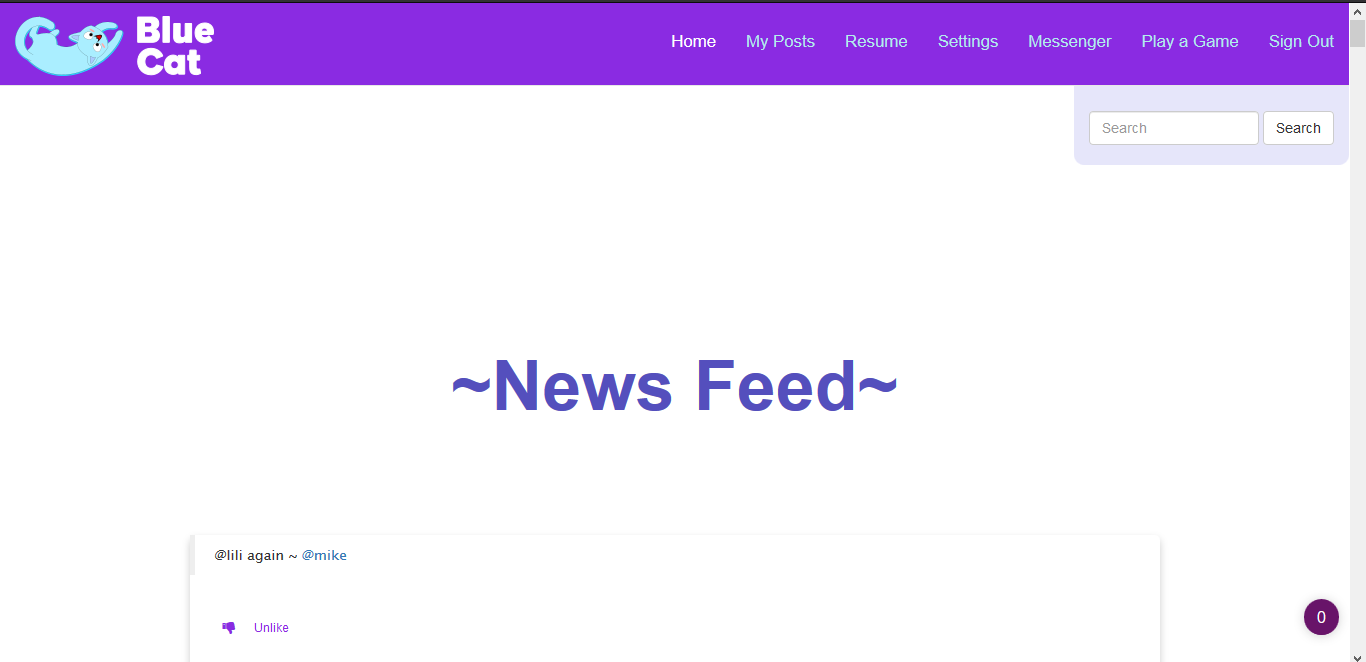 Blue
Cat
Home My Posts Resume Settings Messenger Play a Game Sign Out
Search Search
~News Feed~
@lili again ~ @mike
Unlike
0